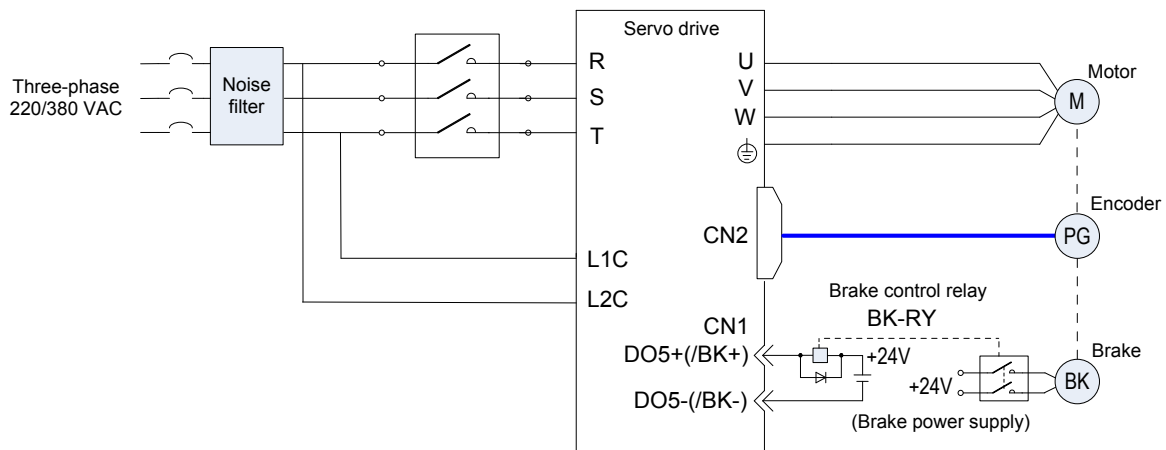 Servo drive
Three-phase
220/380 VAC
Noise
filter
R
S
T
L1C
L2C
U
V
W
Motor
M
CN2
Encoder
PG
CN1
DO5+(/BK+)
DO5-(/BK-)
Brake control relay
BK-RY
+24V
+24V
(Brake power supply)
Brake
BK